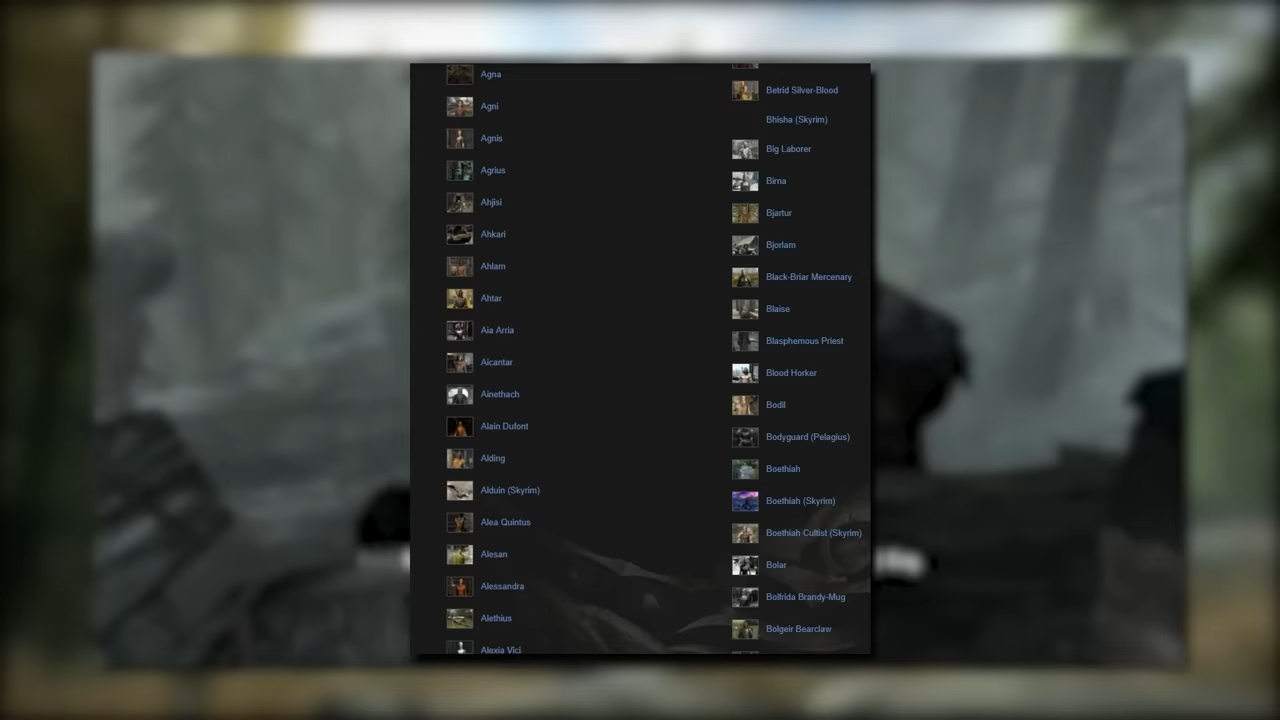 Agna
Agni
Agnis
Agrius
Ahjisi
Ahkari
Ahlam
Ahtar
Aia Arria
Aicantar
Ainethach
Alain Dufont
Alding
Alduin (Skyrim)
Alea Quintus
Alesan
Alessandra
Alethius
Alexia Vici
Betrid Silver-Blood
Bhisha (Skyrim)
Big Laborer
Birna
Bjartur
Bjorlam
Black-Briar Mercenary
Blaise
Blasphemous Priest
Blood Horker
Bodil
Bodyguard (Pelagius)
Boethiah
Boethiah (Skyrim)
Boethiah Cultist (Skyrim)
Bolar
Bolfrida Brandy-Mug
Bolgeir Bearclaw